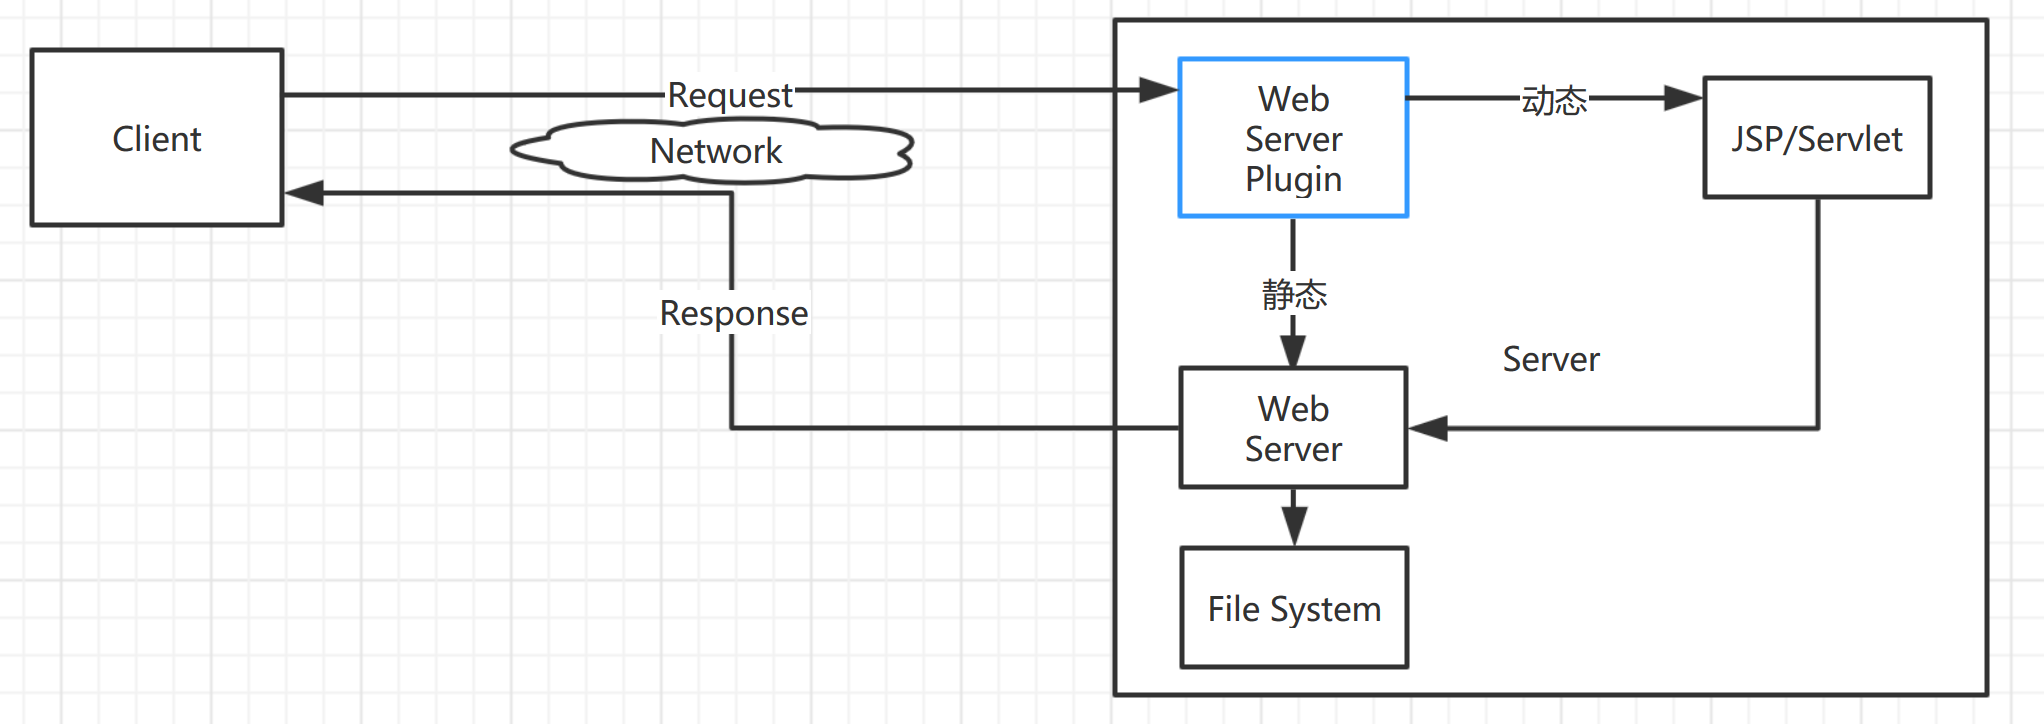 Client
Request
Network
Response
Web
Server
Plugin
动态
JSP/Servlet
静态
Server
Web
Server
File System